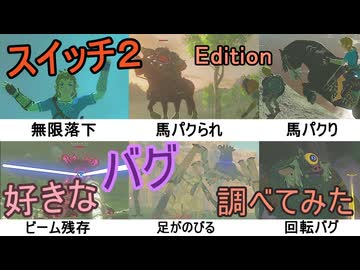 スイッチ2 Edition
無限落下 馬パクられ 馬パクり
好きなバグ調べてみた
ビーム残存 足がのびる 回転バグ